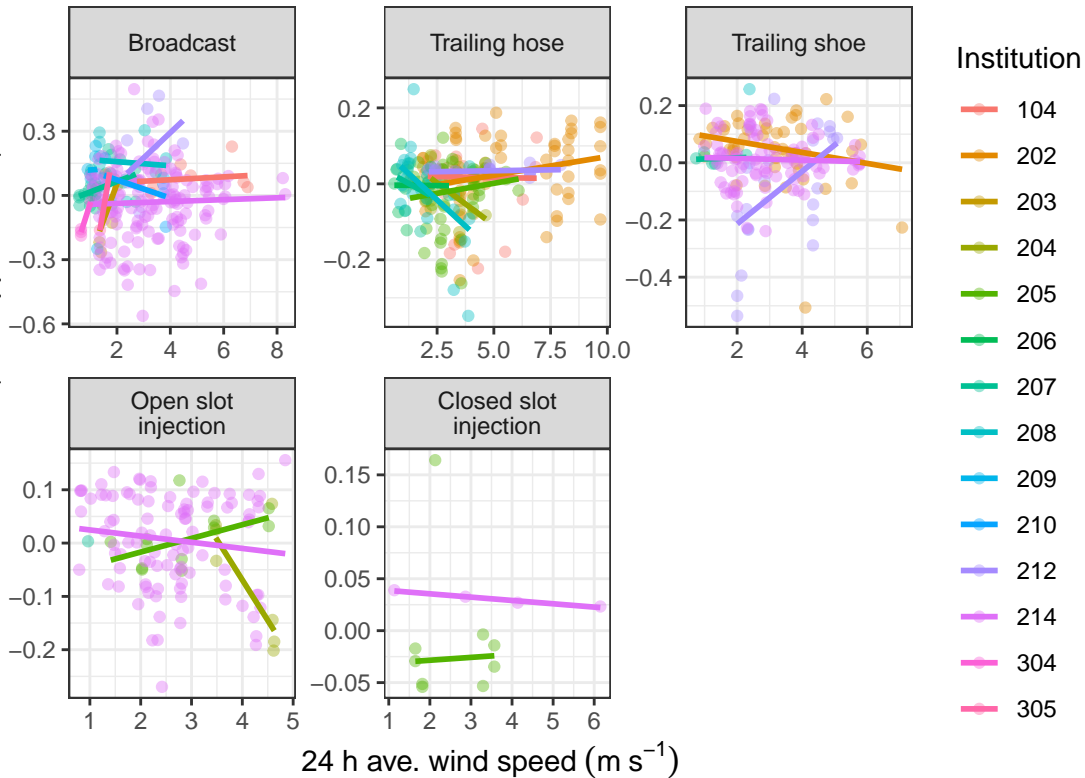 Broadcast
Trailing hose
Trailing shoe
0.3
0.0
−0.3
−0.6
2 4 6 8
0.2
0.0
−0.2
2.5 5.0 7.5 10.0
0.2
0.0
−0.2
−0.4
2 4 6
Open slot
injection
Closed slot
injection
0.1
0.0
−0.1
−0.2
1 2 3 4 5
0.15
0.10
0.05
0.00
−0.05
1 2 3 4 5 6
24 h ave. wind speed (m s⁻¹)
Institution
104
202
203
204
205
206
207
208
209
210
212
214
304
305